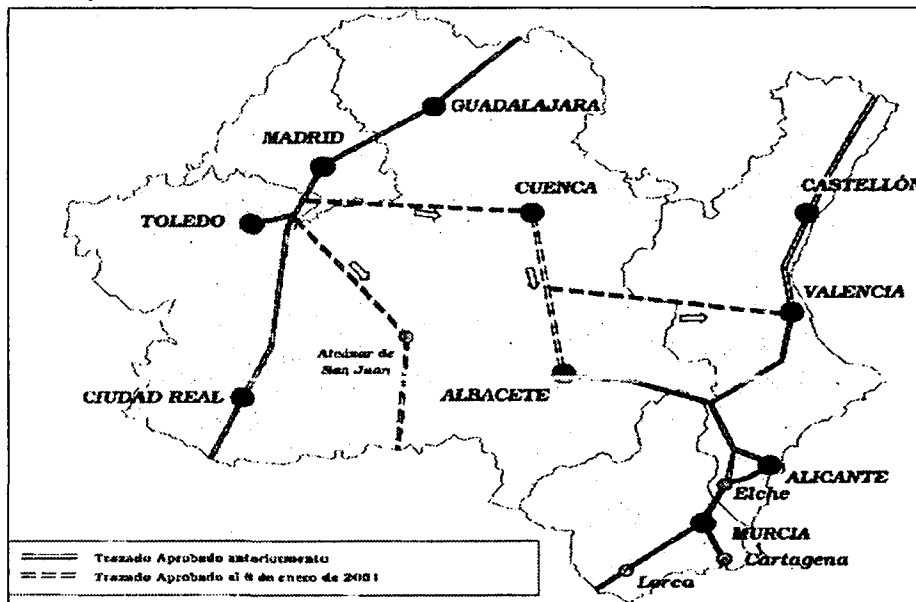 GUADALAJARA
MADRID
CUENCA
CASTELLÓN
TOLEDO
VALENCIA
Alcázar de
San Juan
CIUDAD REAL
ALBACETE
ALICANTE
Elche
MURCIA
Cartagena
Lorca
Trazado Aprobado anteriormente
Trazado Aprobado el 8 de enero de 2001